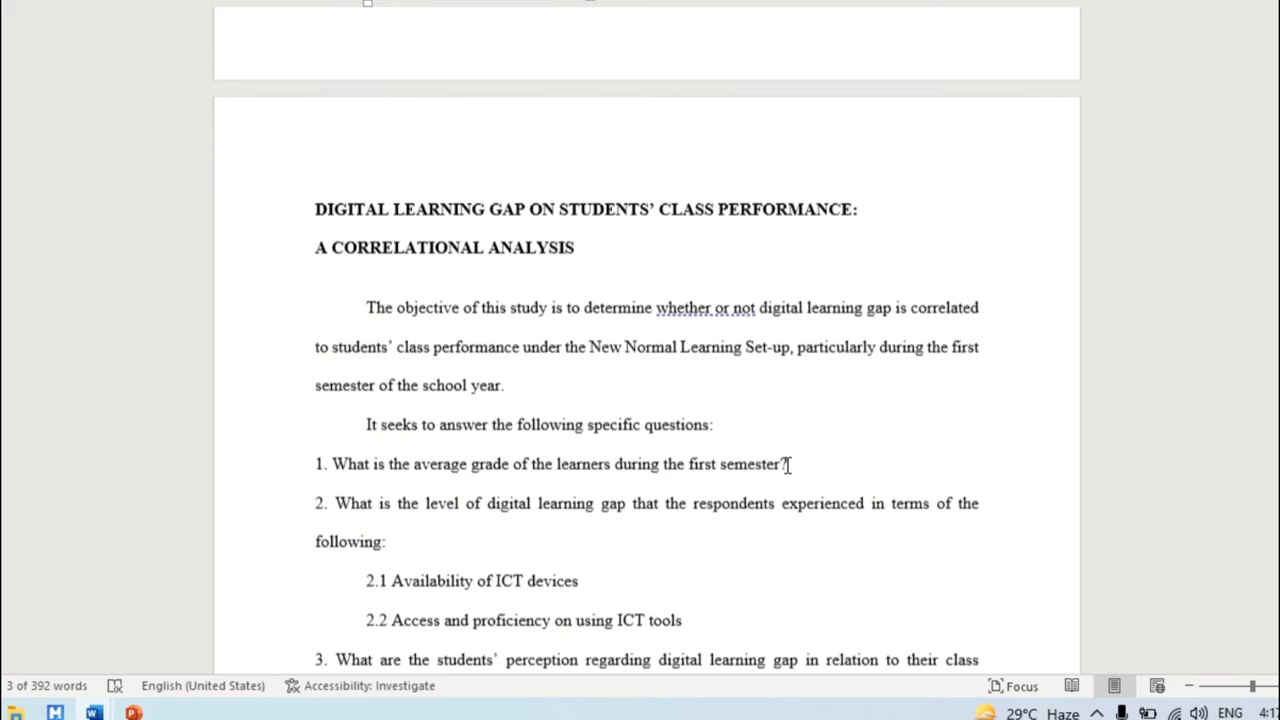 DIGITAL LEARNING GAP ON STUDENTS’ CLASS PERFORMANCE:
A CORRELATIONAL ANALYSIS
The objective of this study is to determine whether or not digital learning gap is correlated
to students’ class performance under the New Normal Learning Set-up, particularly during the first
semester of the school year.
It seeks to answer the following specific questions:
1. What is the average grade of the learners during the first semester?
2. What is the level of digital learning gap that the respondents experienced in terms of the
following:
2.1 Availability of ICT devices
2.2 Access and proficiency on using ICT tools
3. What are the students’ perception regarding digital learning gap in relation to their class
3 of 392 words English (United States) Accessibility: Investigate Focus
29°C Haze ENG